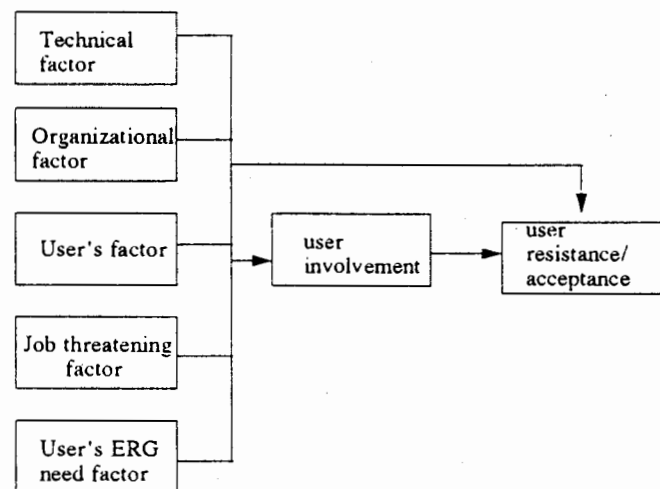 Technical
factor
Organizational
factor
User's factor
user
involvement
user
resistance/
acceptance
Job threatening
factor
User's ERG
need factor